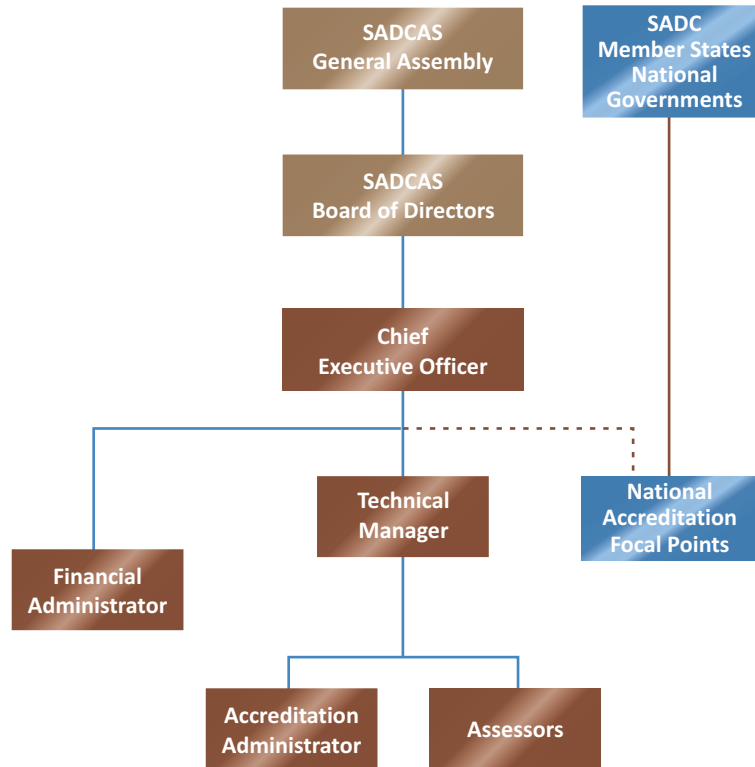 SADCAS
General Assembly
SADC
Member States
National
Governments
SADCAS
Board of Directors
Chief
Executive Officer
Technical
Manager
National
Accreditation
Focal Points
Financial
Administrator
Accreditation
Administrator
Assessors